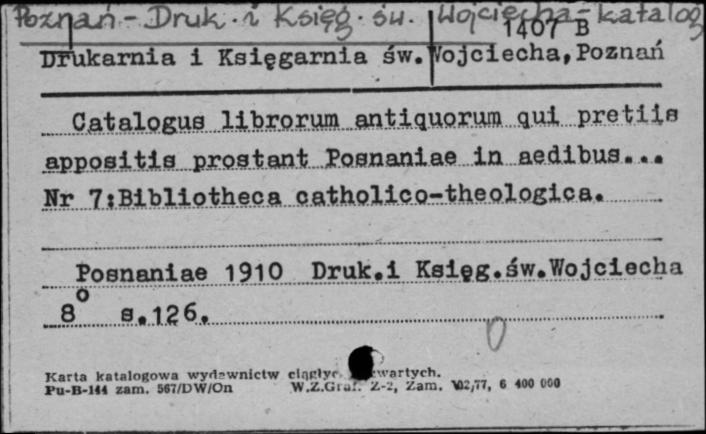 Poznań - Druk. i Księg. św. Wojciecha - katalog
1407 B
Drukarnia i Księgarnia św. Wojciecha, Poznań
Catalogus librorum antiquorum qui pretiis
appositis prostant Posnaniae in aedibus...
Nr 7:Bibliotheca catholico-theologica.
Posnaniae 1910 Druk.i Księg.św.Wojciecha
8° s.126.
0
Karta katalogowa wydawnictw ciągłyc wartych.
Pu-B-144 zam. 567/DW/On W.Z.Graf. Z-2, Zam. 102,77, 6 400 000